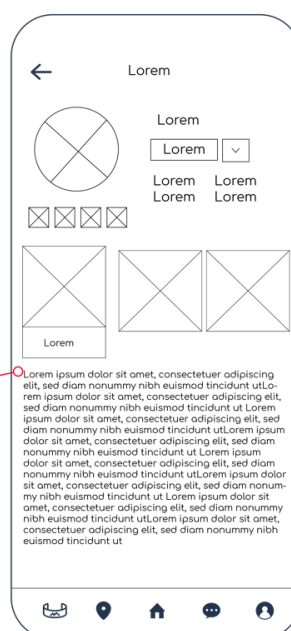 Lorem
Lorem
Lorem
Lorem Lorem
Lorem Lorem
Lorem
Lorem ipsum dolor sit amet, consectetuer adipiscing
elit, sed diam nonummy nibh euismod tincidunt utLo-
rem ipsum dolor sit amet, consectetuer adipiscing elit,
sed diam nonummy nibh euismod tincidunt ut Lorem
ipsum dolor sit amet, consectetuer adipiscing elit, sed
diam nonummy nibh euismod tincidunt utLorem ipsum
dolor sit amet, consectetuer adipiscing elit, sed diam
nonummy nibh euismod tincidunt ut Lorem ipsum
dolor sit amet, consectetuer adipiscing elit, sed diam
nonummy nibh euismod tincidunt utLorem ipsum dolor
sit amet, consectetuer adipiscing elit, sed diam nonum-
my nibh euismod tincidunt ut Lorem ipsum dolor sit
amet, consectetuer adipiscing elit, sed diam nonummy
nibh euismod tincidunt utLorem ipsum dolor sit amet,
consectetuer adipiscing elit, sed diam nonummy nibh
euismod tincidunt ut